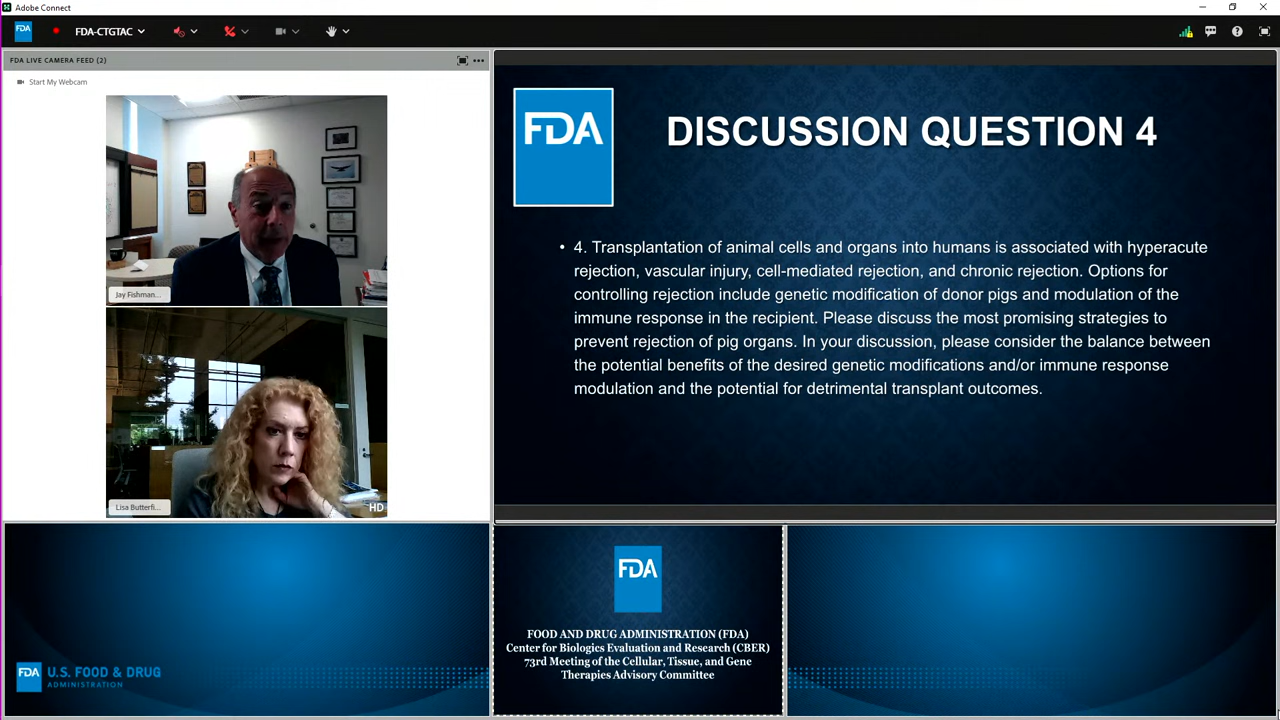 Adobe Connect
FDA
FDA-CTGTAC
FDA LIVE CAMERA FEED (2)
Start My Webcam
Jay Fishman...
Lisa Butterfi...
HD
FDA
DISCUSSION QUESTION 4
• 4. Transplantation of animal cells and organs into humans is associated with hyperacute
rejection, vascular injury, cell-mediated rejection, and chronic rejection. Options for
controlling rejection include genetic modification of donor pigs and modulation of the
immune response in the recipient. Please discuss the most promising strategies to
prevent rejection of pig organs. In your discussion, please consider the balance between
the potential benefits of the desired genetic modifications and/or immune response
modulation and the potential for detrimental transplant outcomes.
FDA U.S. FOOD & DRUG
ADMINISTRATION
FDA
FOOD AND DRUG ADMINISTRATION (FDA)
Center for Biologics Evaluation and Research (CBER)
73rd Meeting of the Cellular, Tissue, and Gene
Therapies Advisory Committee